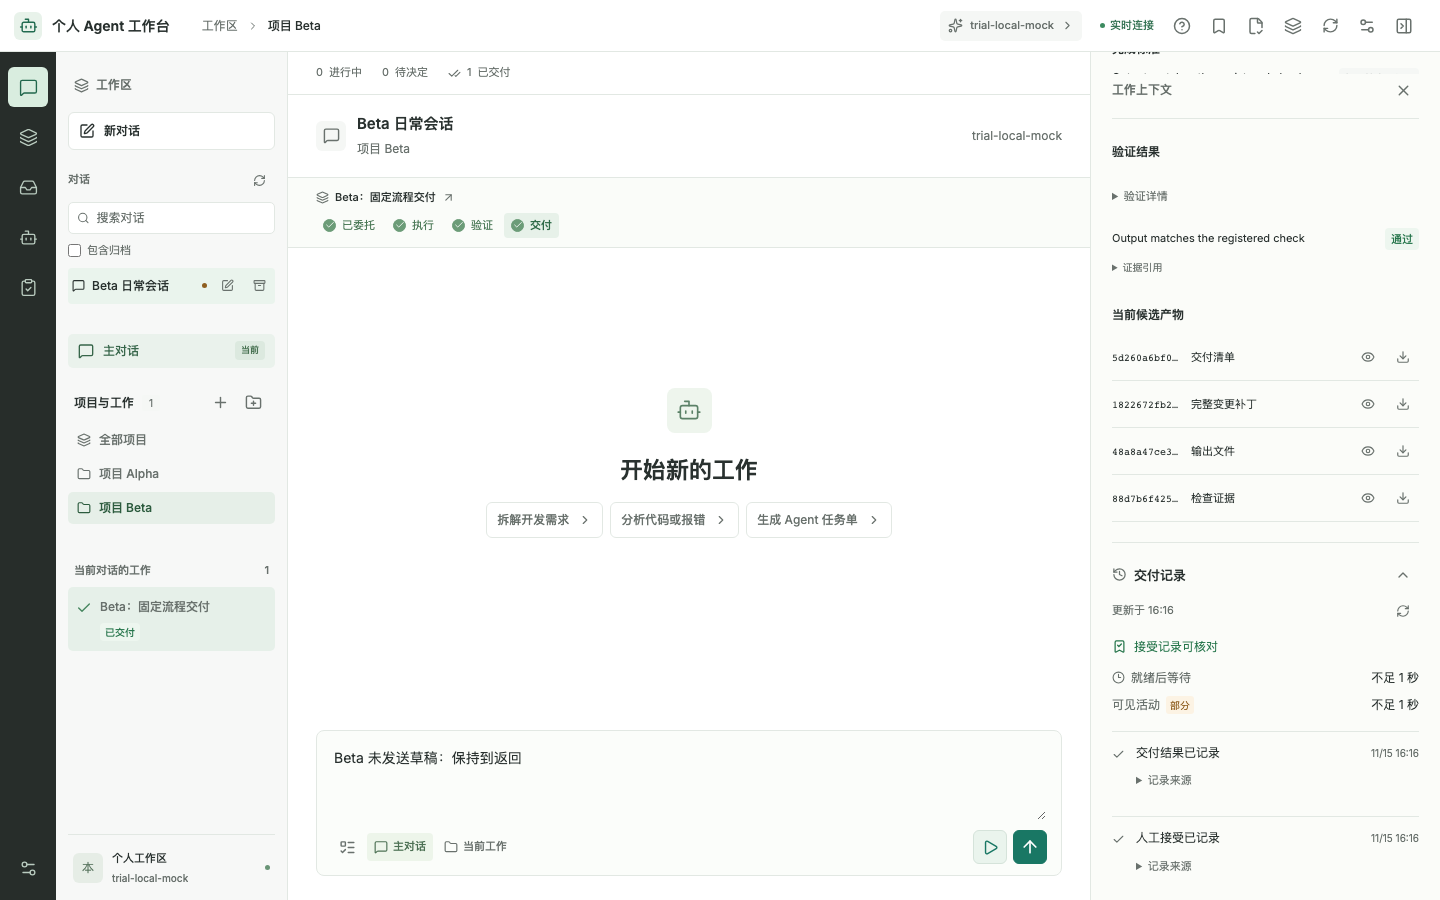 个人 Agent 工作台
工作区
项目 Beta
trial-local-mock
实时连接
工作区
新对话
对话
搜索对话
包含归档
Beta 日常会话
主对话
当前
项目与工作
1
全部项目
项目 Alpha
项目 Beta
当前对话的工作
1
Beta：固定流程交付
已交付
本
个人工作区
trial-local-mock
0 进行中
0 待决定
1 已交付
Beta 日常会话
项目 Beta
trial-local-mock
Beta：固定流程交付
已委托
执行
验证
交付
开始新的工作
拆解开发需求
分析代码或报错
生成 Agent 任务单
Beta 未发送草稿：保持到返回
主对话
当前工作
工作上下文
验证结果
验证详情
Output matches the registered check
通过
证据引用
当前候选产物
5d260a6bf0… 交付清单
1822672fb2… 完整变更补丁
48a8a47ce3… 输出文件
88d7b6f425… 检查证据
交付记录
更新于 16:16
接受记录可核对
就绪后等待
不足 1 秒
可见活动
部分
不足 1 秒
交付结果已记录
11/15 16:16
记录来源
人工接受已记录
11/15 16:16
记录来源